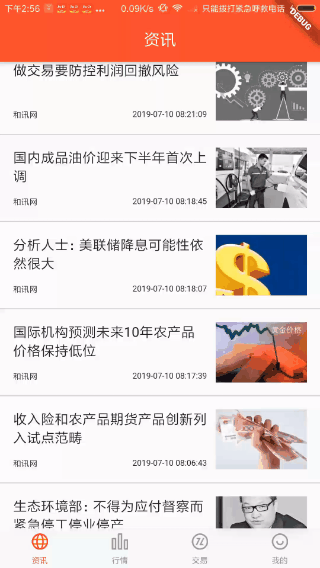 下午2:56
只能拨打紧急呼救电话
DEBUG
资讯
做交易要防控利润回撤风险
和讯网
2019-07-10 08:21:09
国内成品油价迎来下半年首次上
调
和讯网
2019-07-10 08:18:45
分析人士：美联储降息可能性依
然很大
和讯网
2019-07-10 08:18:07
国际机构预测未来10年农产品
价格保持低位
黄金价格
和讯网
2019-07-10 08:17:39
收入险和农产品期货产品创新列
入试点范畴
和讯网
2019-07-10 08:06:43
生态环境部：不得为应付督察而
紧急停工停业停产
资讯
行情
交易
我的